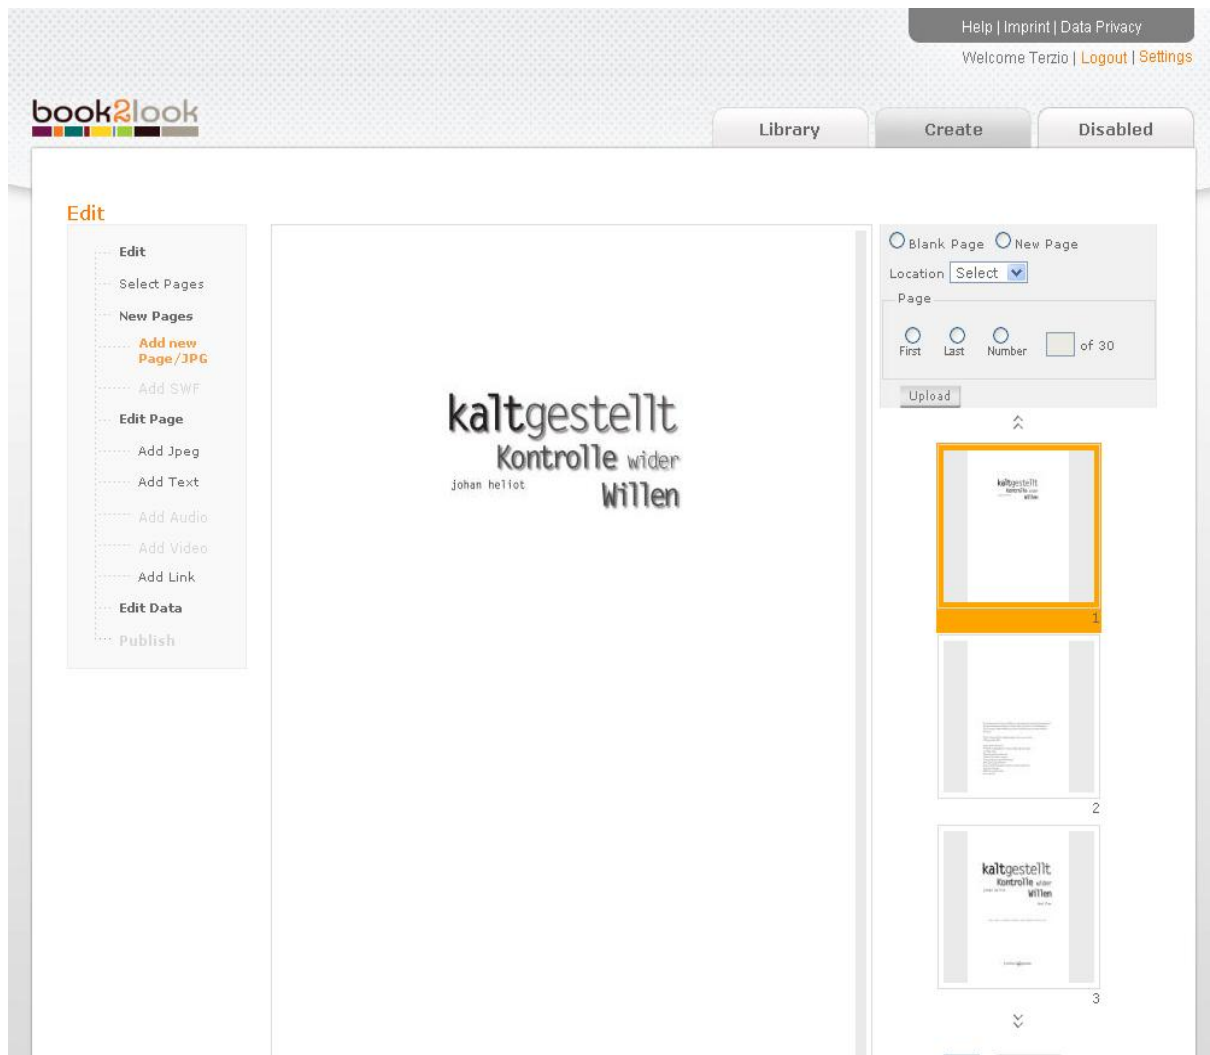 Help | Imprint | Data Privacy
Welcome Terzio | Logout | Settings
book2look
Library
Create
Disabled
Edit
Edit
Select Pages
New Pages
Add new
Page/JPG
Add SWF
Edit Page
Add Jpeg
Add Text
Add Audio
Add Video
Add Link
Edit Data
Publish
kaltgestellt
Kontrolle wider
johan heliot
Willen
Blank Page New Page
Location Select
Page
First Last Number of 30
Upload
kaltgestellt
Kontrolle wider
Willen
1
2
kaltgestellt
Kontrolle wider
johan heliot
Willen
3